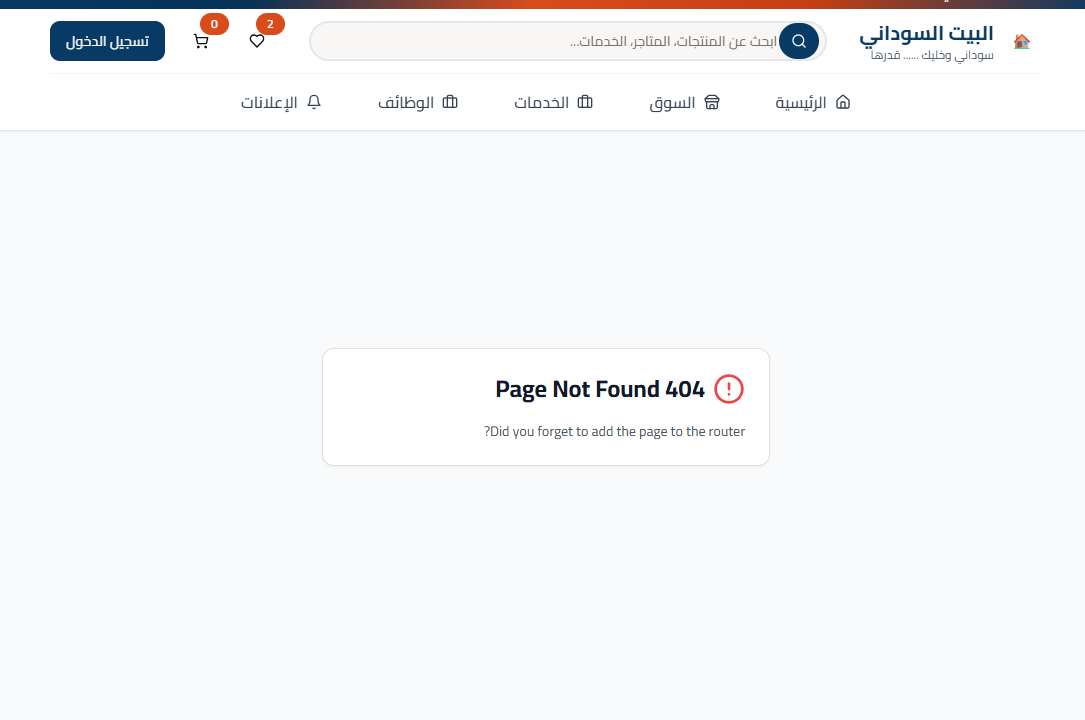 البيت السوداني
سوداني وخليك ...... قدرها
ابحث عن المنتجات، المتاجر، الخدمات...
2
0
تسجيل الدخول
الرئيسية
السوق
الخدمات
الوظائف
الإعلانات
404 Page Not Found
Did you forget to add the page to the router?